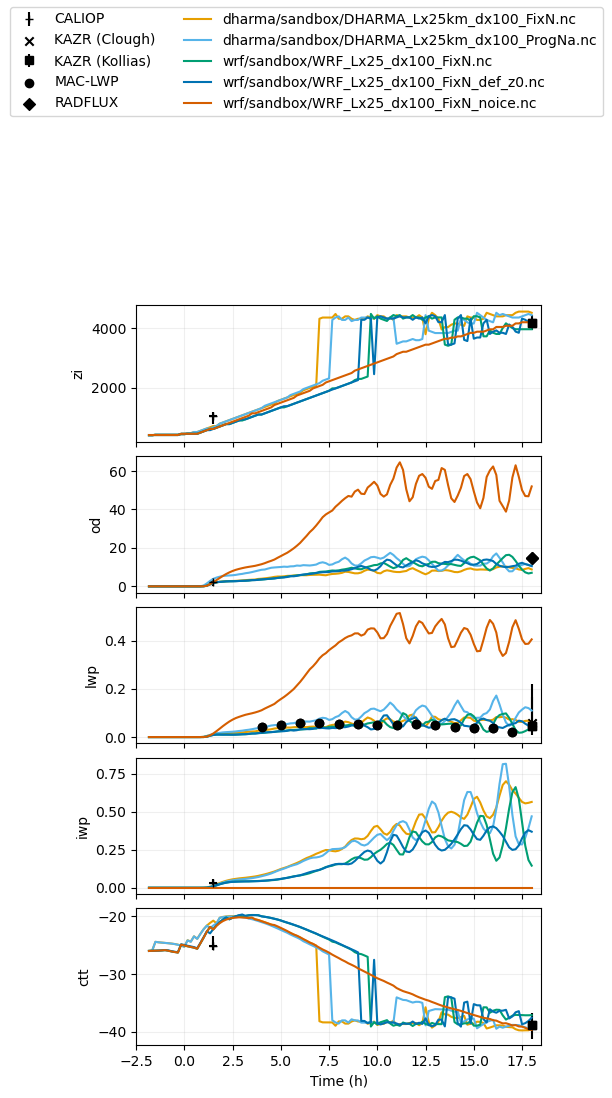 CALIOP
KAZR (Clough)
KAZR (Kollias)
MAC-LWP
RADFLUX
dharma/sandbox/DHARMA_Lx25km_dx100_FixN.nc
dharma/sandbox/DHARMA_Lx25km_dx100_ProgNa.nc
wrf/sandbox/WRF_Lx25_dx100_FixN.nc
wrf/sandbox/WRF_Lx25_dx100_FixN_def_z0.nc
wrf/sandbox/WRF_Lx25_dx100_FixN_noice.nc
4000
2000
zi
60
40
20
0
od
0.4
0.2
0.0
lwp
0.75
0.50
0.25
0.00
iwp
−20
−30
−40
ctt
−2.5 0.0 2.5 5.0 7.5 10.0 12.5 15.0 17.5
Time (h)